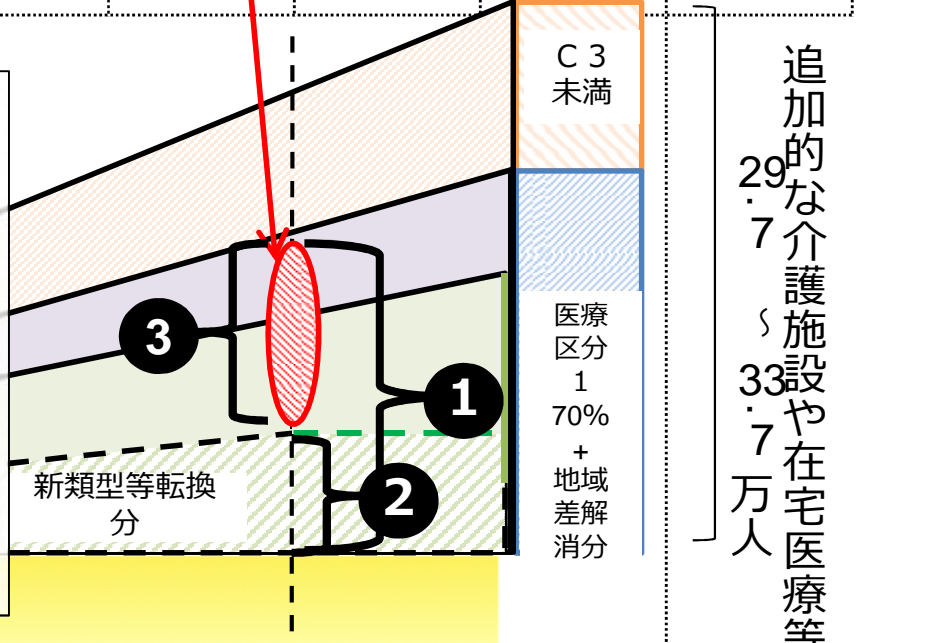 C3
未満
医療
区分
1
70%
+
地域
差解
消分
3
1
2
新類型等転換
分
追加的な介護施設や在宅医療等
29.7
～
33.7
万人